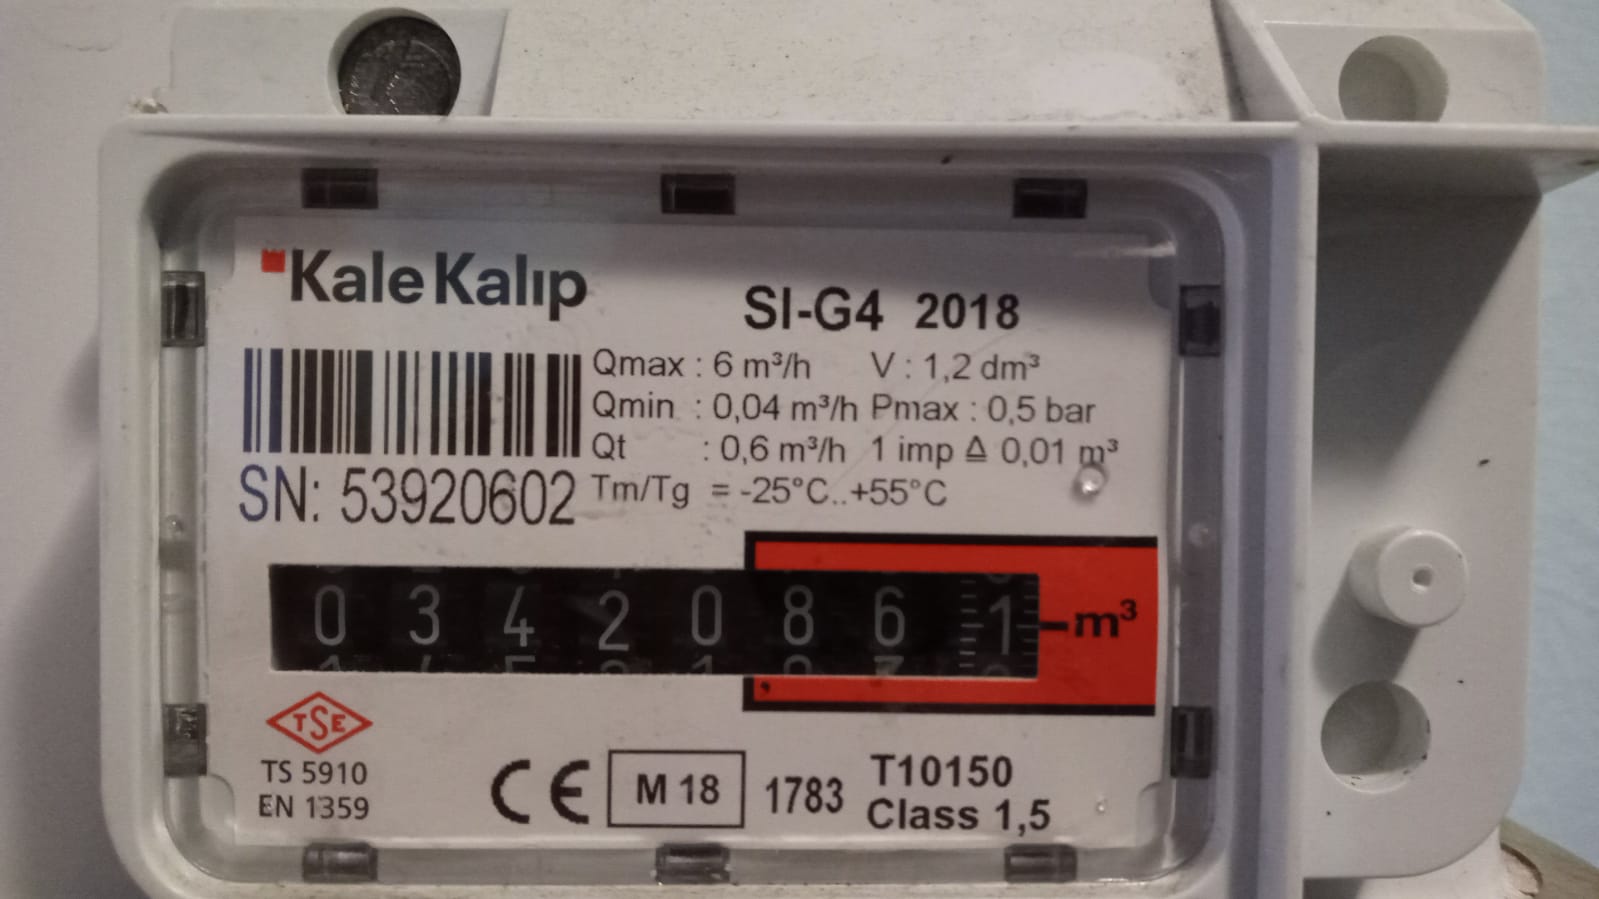 Kale Kalıp
SI-G4 2018
Qmax : 6 m³/h V : 1,2 dm³
Qmin : 0,04 m³/h Pmax : 0,5 bar
Qt : 0,6 m³/h 1 imp ≙ 0,01 m³
Tm/Tg = -25°C..+55°C
SN: 53920602
0 3 4 2 0 8 6 1 m³
,
TSE
TS 5910
EN 1359
CE M 18 1783
T10150
Class 1,5